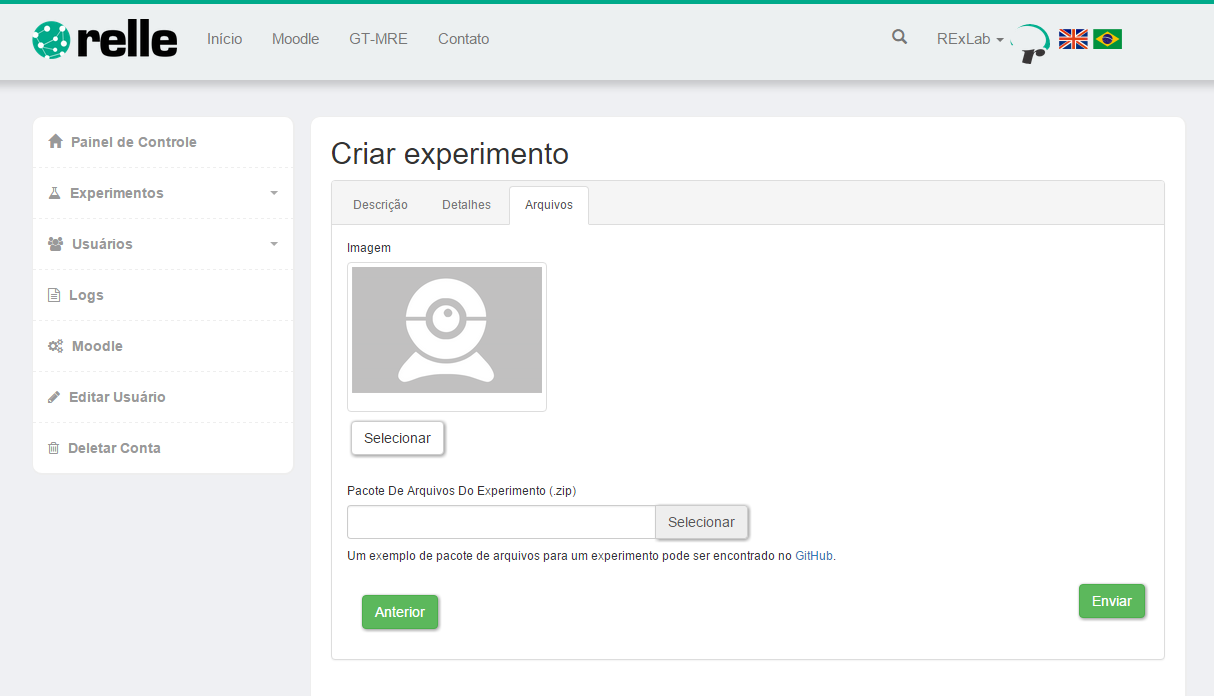 relle Início Moodle GT-MRE Contato RExLab
Painel de Controle
Experimentos
Usuários
Logs
Moodle
Editar Usuário
Deletar Conta
Criar experimento
Descrição Detalhes Arquivos
Imagem
Selecionar
Pacote De Arquivos Do Experimento (.zip)
Selecionar
Um exemplo de pacote de arquivos para um experimento pode ser encontrado no GitHub.
Anterior Enviar